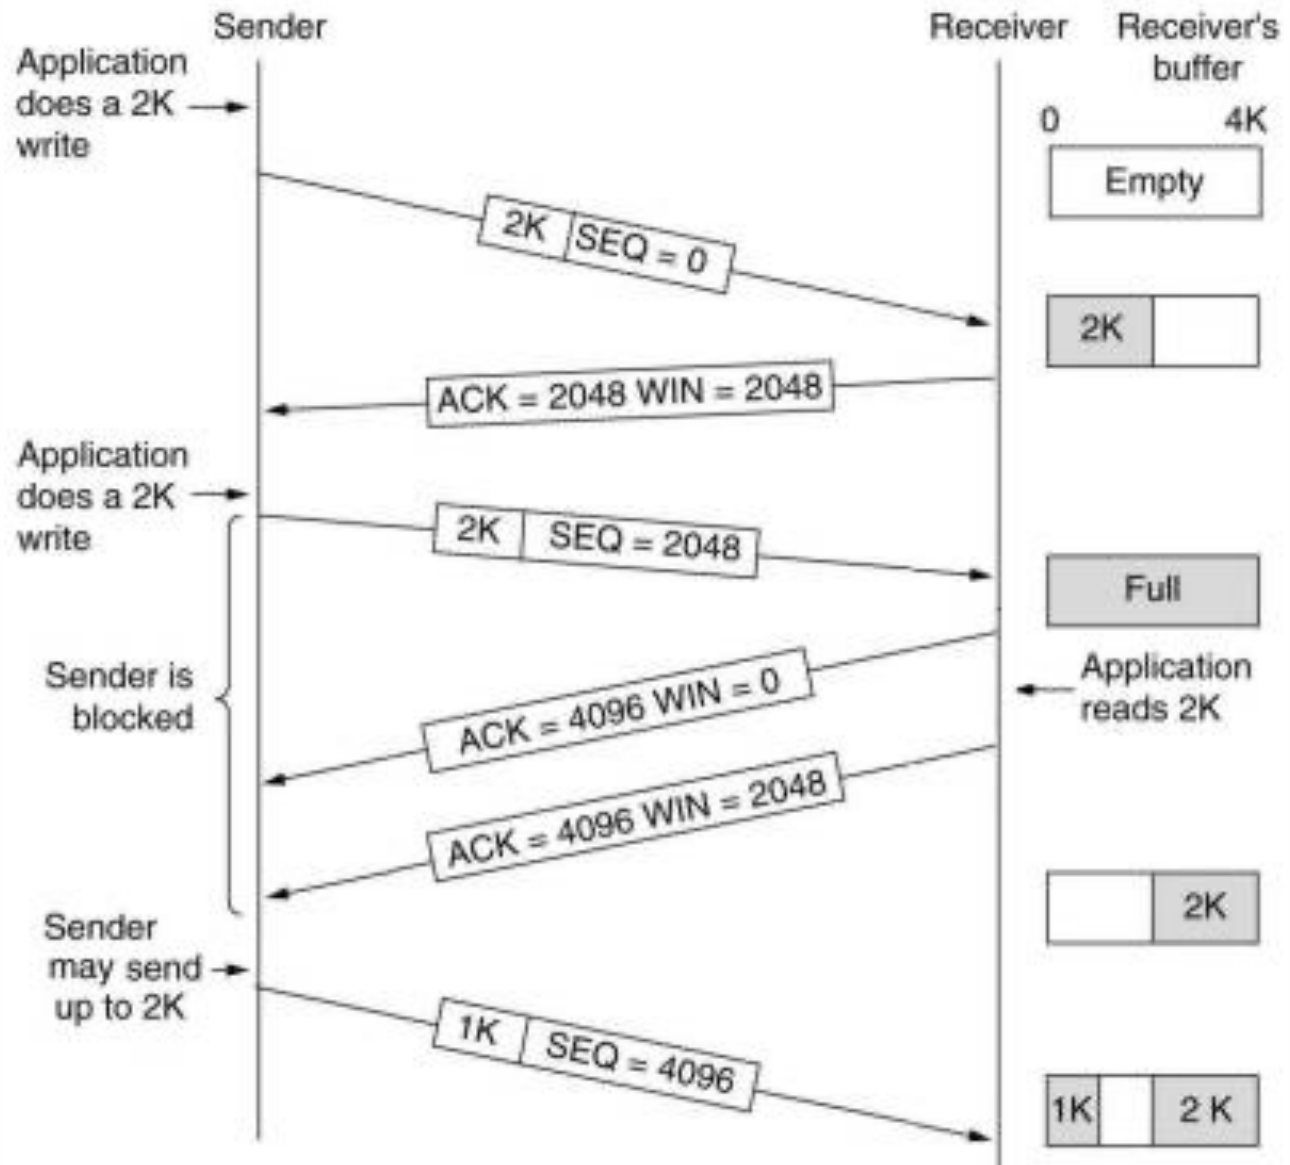 Sender
Receiver
Receiver's
buffer
Application
does a 2K
write
0
4K
Empty
2K
SEQ = 0
2K
ACK = 2048 WIN = 2048
Application
does a 2K
write
2K
SEQ = 2048
Full
Sender is
blocked
ACK = 4096 WIN = 0
Application
reads 2K
ACK = 4096 WIN = 2048
2K
Sender
may send
up to 2K
1K
SEQ = 4096
1K
2 K